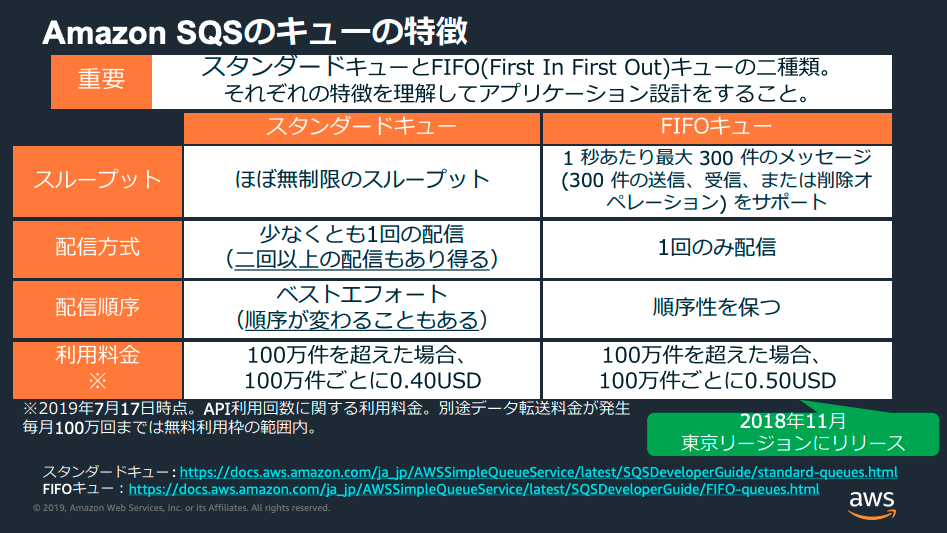 Amazon SQSのキューの特徴
重要
スタンダードキューとFIFO(First In First Out)キューの二種類。
それぞれの特徴を理解してアプリケーション設計をすること。
スタンダードキュー
FIFOキュー
スループット
ほぼ無制限のスループット
1 秒あたり最大 300 件のメッセージ
(300 件の送信、受信、または削除オ
ペレーション) をサポート
配信方式
少なくとも1回の配信
（二回以上の配信もあり得る）
1回のみ配信
配信順序
ベストエフォート
（順序が変わることもある）
順序性を保つ
利用料金
※
100万件を超えた場合、
100万件ごとに0.40USD
100万件を超えた場合、
100万件ごとに0.50USD
※2019年7月17日時点。API利用回数に関する利用料金。別途データ転送料金が発生
毎月100万回までは無料利用枠の範囲内。
2018年11月
東京リージョンにリリース
スタンダードキュー：https://docs.aws.amazon.com/ja_jp/AWSSimpleQueueService/latest/SQSDeveloperGuide/standard-queues.html
FIFOキュー：https://docs.aws.amazon.com/ja_jp/AWSSimpleQueueService/latest/SQSDeveloperGuide/FIFO-queues.html
© 2019, Amazon Web Services, Inc. or its Affiliates. All rights reserved.
aws